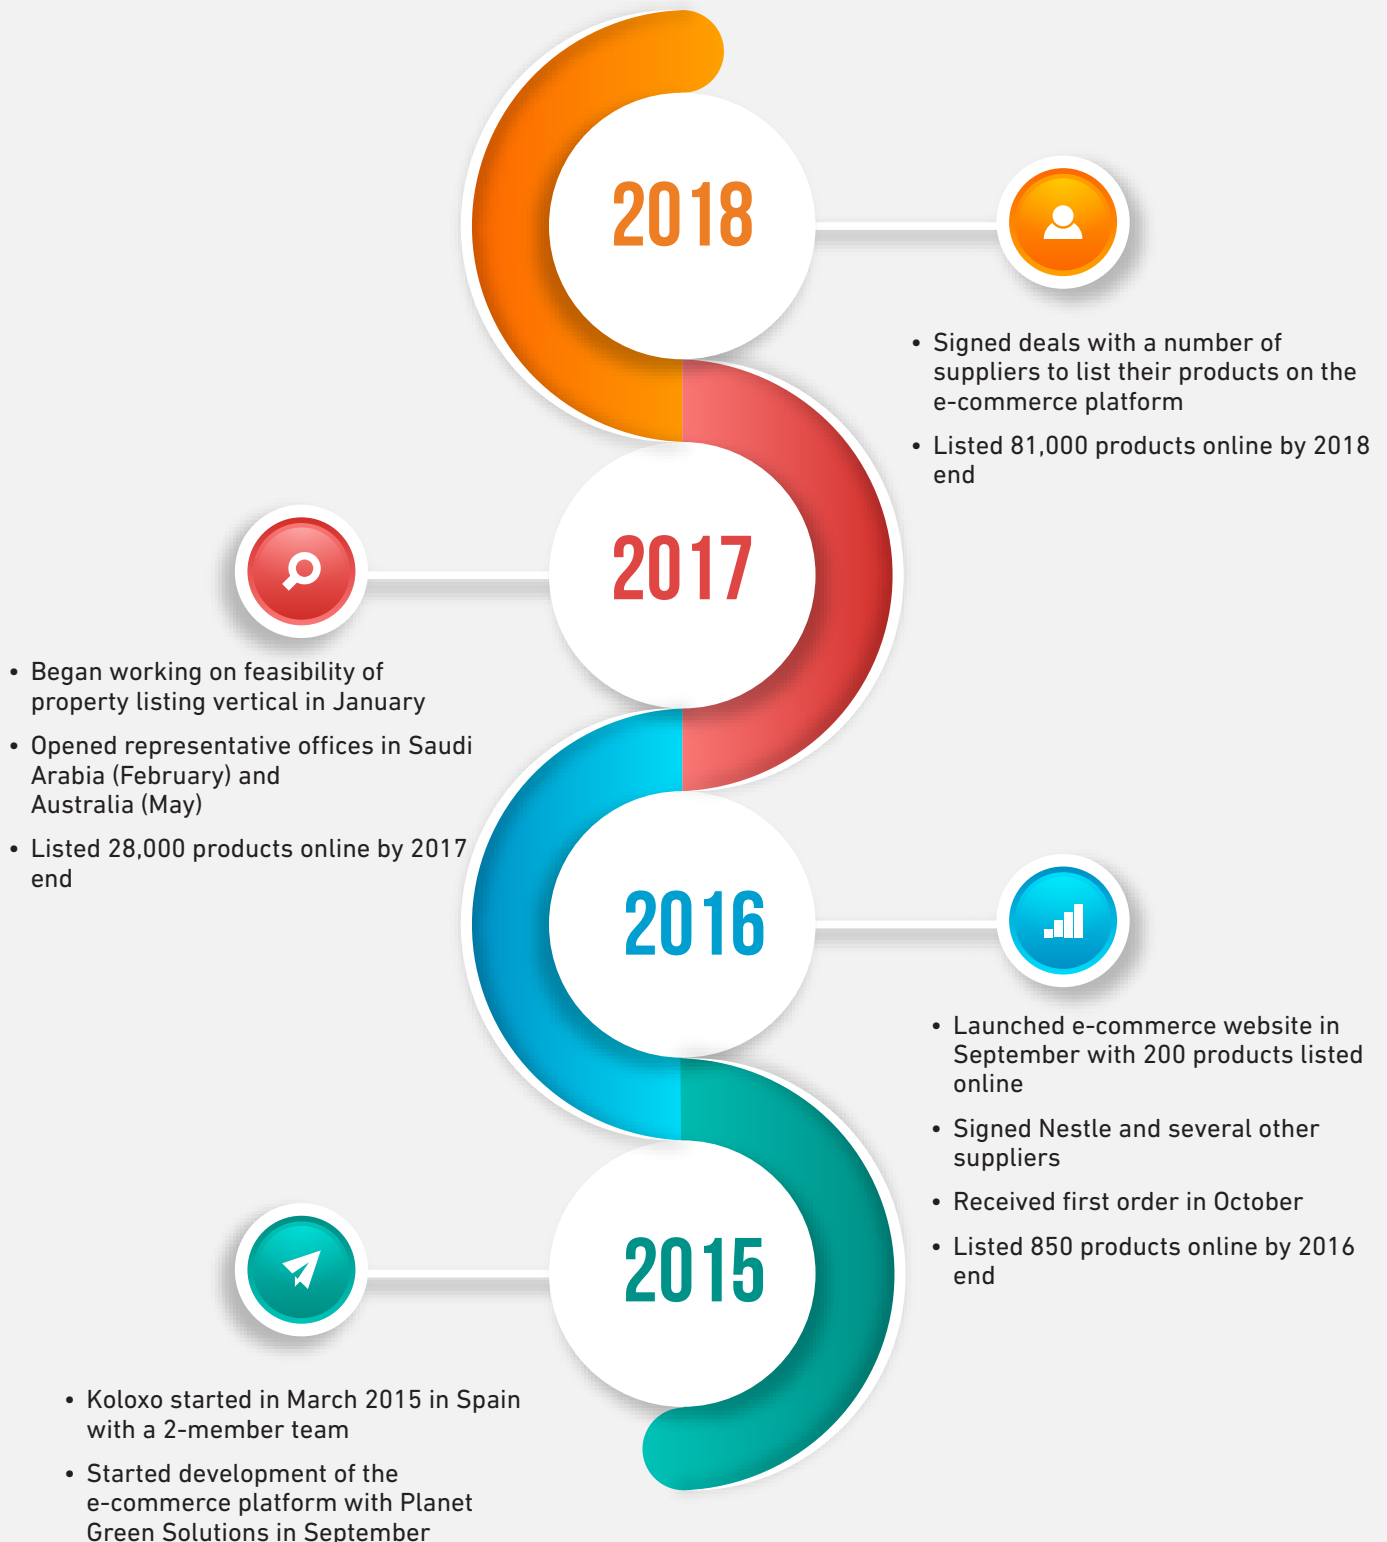 2018
• Signed deals with a number of
suppliers to list their products on the
e-commerce platform
• Listed 81,000 products online by 2018
end
2017
• Began working on feasibility of
property listing vertical in January
• Opened representative offices in Saudi
Arabia (February) and
Australia (May)
• Listed 28,000 products online by 2017
end
2016
• Launched e-commerce website in
September with 200 products listed
online
• Signed Nestle and several other
suppliers
• Received first order in October
• Listed 850 products online by 2016
end
2015
• Koloxo started in March 2015 in Spain
with a 2-member team
• Started development of the
e-commerce platform with Planet
Green Solutions in September